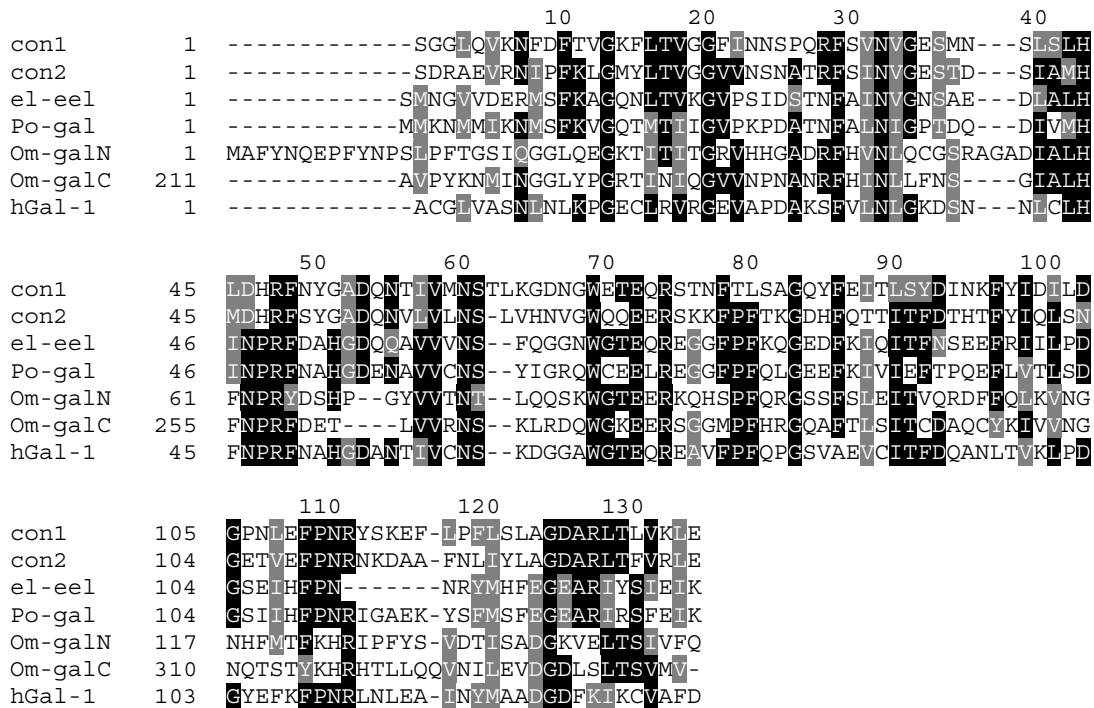 10 20 30 40
con1 1 -------------SGGLQVKNFDFTVGKFLTVGGFINNSPQRFSVNVGESMN---SLSLH
con2 1 -------------SDRAEVRNIPFKLGMYLTVGGVVNSNATRFSINVGESTD---SIAMH
el-eel 1 ------------SMNGVVDERMSFKAGQNLTVKGVPSIDSTNFAINVGNSAE---DLALH
Po-gal 1 ------------MMKNMMIKNMSFKVGQTMTIIGVPKPDATNFALNIGPTDQ---DIVMH
Om-galN 1 MAFYNQEPFYNPSLPFTGSIQGGLQEGKTITITGRVHHGADRFHVNLQCGSRAGADIALH
Om-galC 211 ------------AVPYKNMINGGLYPGRTINIQGVVNPNANRFHINLLFNS----GIALH
hGal-1 1 -------------ACGLVASNLNLKPGECLRVRGEVAPDAKSFVLNLGKDSN---NLCLH
50 60 70 80 90 100
con1 45 LDHRFNYGADQNTIVMNSTLKGDNGWETEQRSTNFTLSAGQYFEITLSYDINKFYIDILD
con2 45 MDHRFSYGADQNVLVLNS-LVHNVGWQQEERSKKFPFTKGDHFQTTITFDTHTFYIQLSN
el-eel 46 INPRFDAHGDQQAVVVNS--FQGGNWGTEQREGGFPFKQGEDFKIQITFNSEEFRIILPD
Po-gal 46 INPRFNAHGDENAVVCNS--YIGRQWCEELREGGFPFQLGEEFKIVIEFTPQEFLVTLSD
Om-galN 61 FNPRYDSHP--GYVVTNT--LQQSKWGTEERKQHSPFQRGSSFSLEITVQRDFFQLKVNG
Om-galC 255 FNPRFDET----LVVRNS--KLRDQWGKEERSGGMPFHRGQAFTLSITCDAQCYKIVVNG
hGal-1 45 FNPRFNAHGDANTIVCNS--KDGGAWGTEQREAVFPFQPGSVAEVCITFDQANLTVKLPD
110 120 130
con1 105 GPNLEFPNRYSKEF-LPFLSLAGDARLTLVKLE
con2 104 GETVEFPNRNKDAA-FNLIYLAGDARLTFVRLE
el-eel 104 GSEIHFPN-------NRYMHFEGEARIYSIEIK
Po-gal 104 GSIIHFPNRIGAEK-YSFMSFEGEARIRSFEIK
Om-galN 117 NHFMTFKHRIPFYS-VDTISADGKVELTSIVFQ
Om-galC 310 NQTSTYKHRHTLLQQVNILEVDGDLSLTSVMV-
hGal-1 103 GYEFKFPNRLNLEA-INYMAADGDFKIKCVAFD